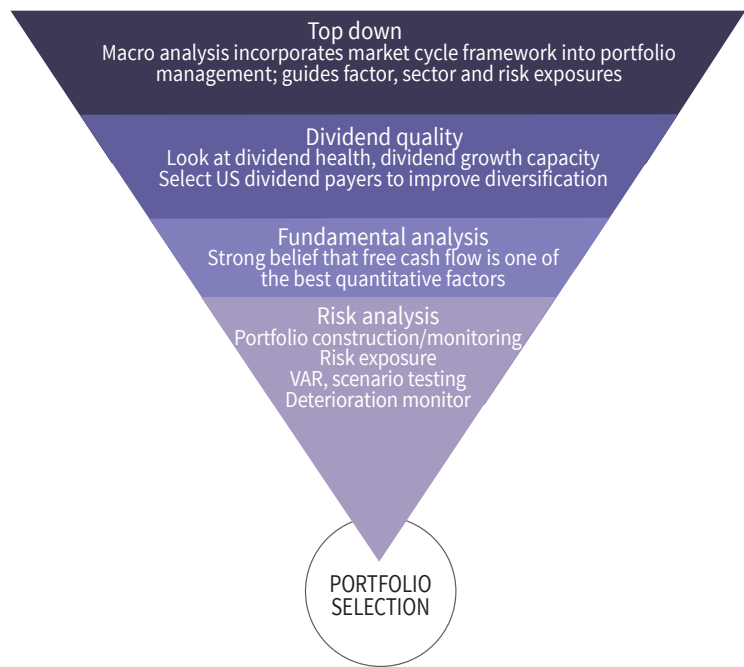 Top down
Macro analysis incorporates market cycle framework into portfolio
management; guides factor, sector and risk exposures
Dividend quality
Look at dividend health, dividend growth capacity
Select US dividend payers to improve diversification
Fundamental analysis
Strong belief that free cash flow is one of
the best quantitative factors
Risk analysis
Portfolio construction/monitoring
Risk exposure
VAR, scenario testing
Deterioration monitor
PORTFOLIO
SELECTION